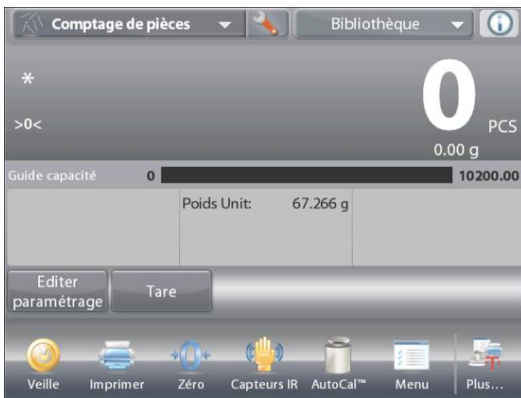 Comptage de pièces
Bibliothèque
*
>0<
0
PCS
0.00 g
Guide capacité 0 10200.00
Poids Unit: 67.266 g
Editer
paramétrage
Tare
Veille Imprimer Zéro Capteurs IR AutoCal™ Menu Plus...